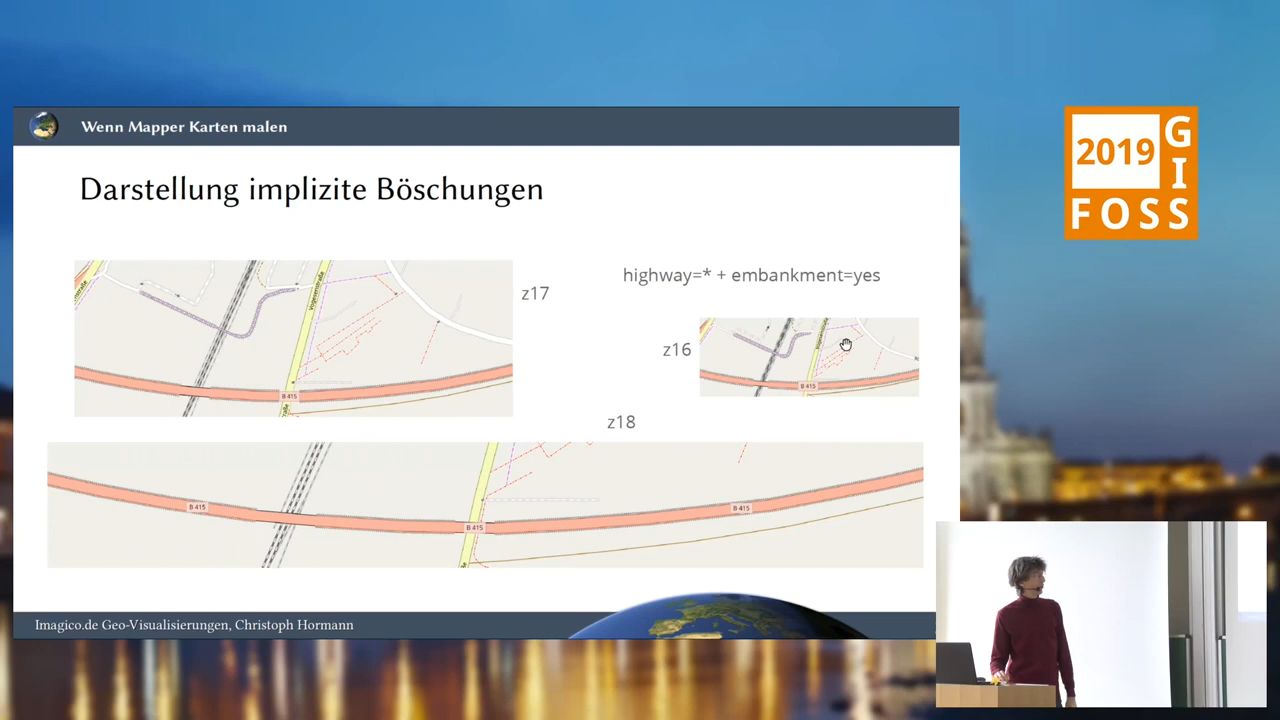 Wenn Mapper Karten malen
Darstellung implizite Böschungen
z17
highway=* + embankment=yes
z16
B 415
B 415
z18
B 415
B 415
B 415
Imagico.de Geo-Visualisierungen, Christoph Hormann
2019
GIS
FOSS